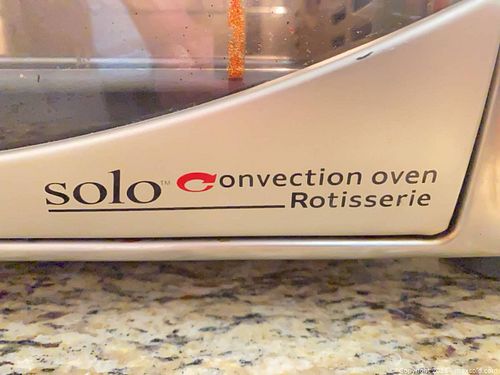 solo™ Convection oven
Rotisserie